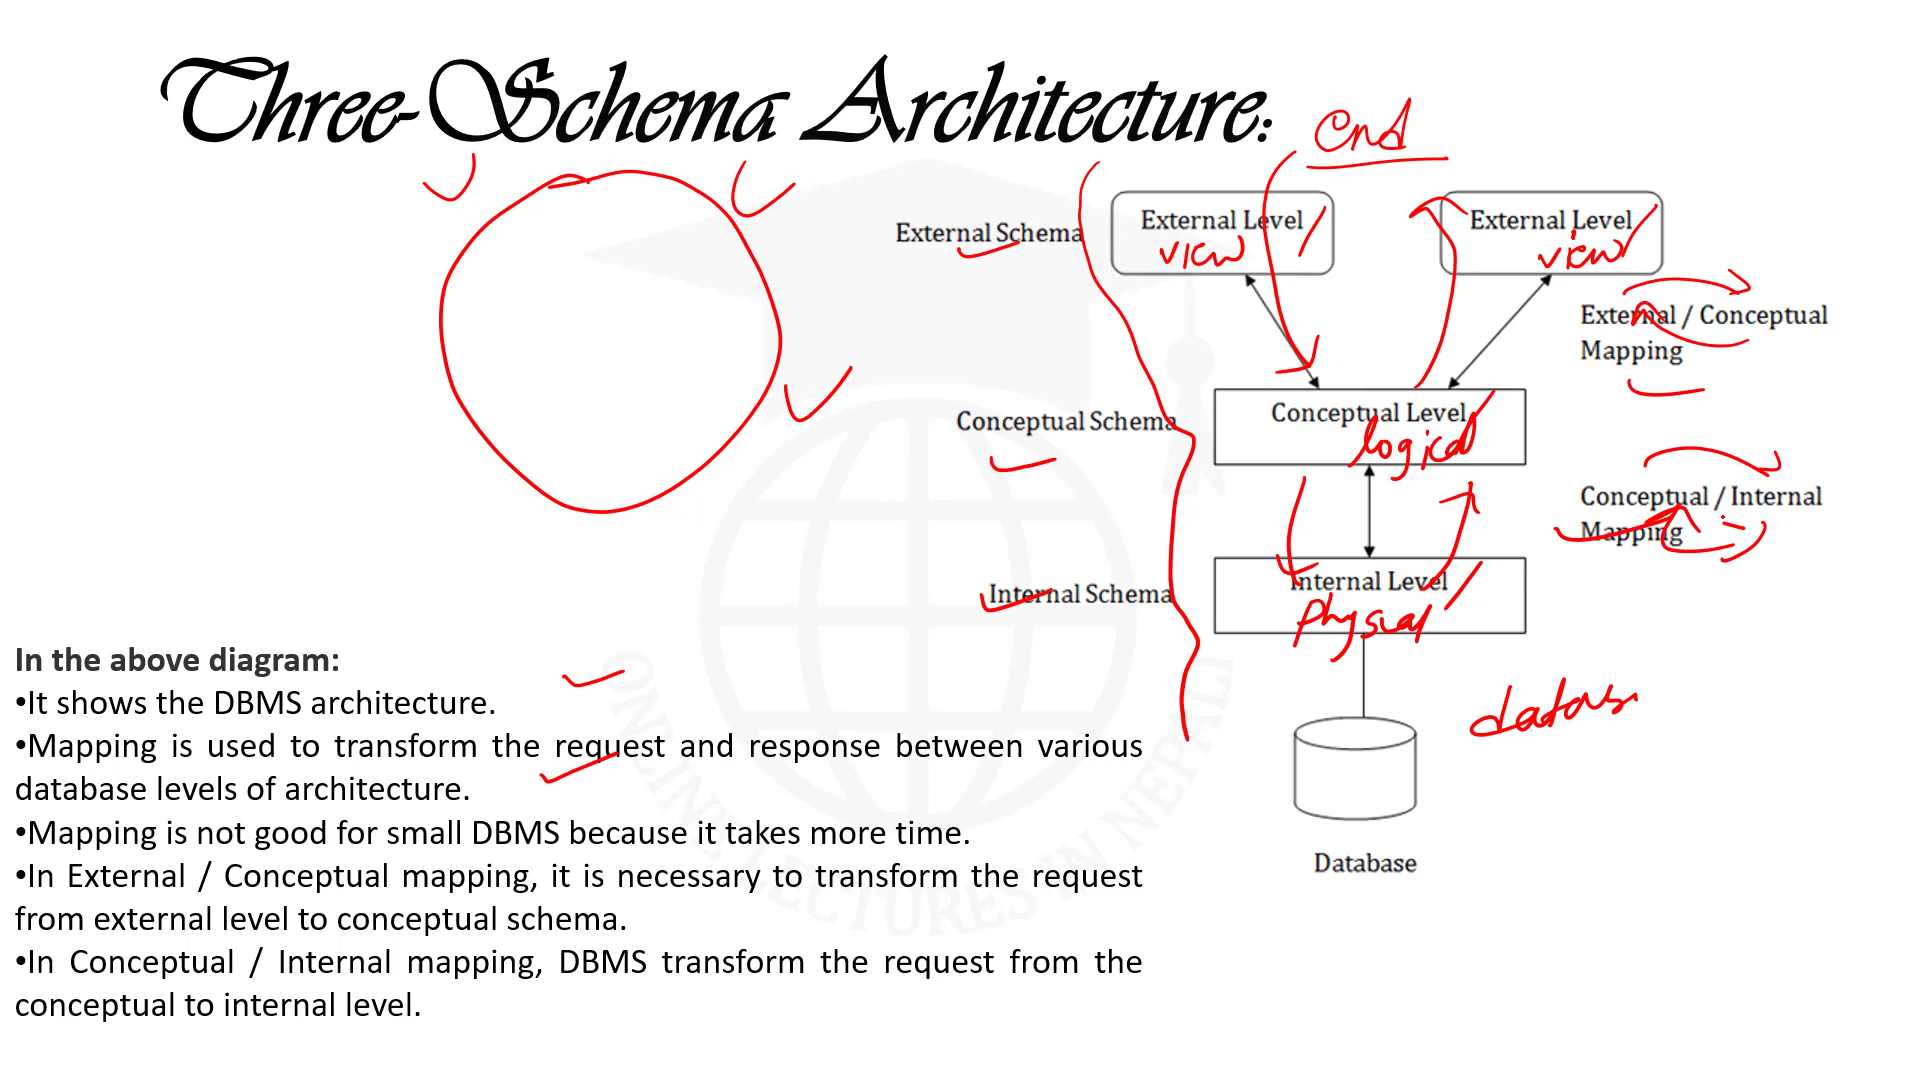 Three-Schema Architecture:
end
External Schema
External Level
view
External Level
view
External / Conceptual
Mapping
Conceptual Schema
Conceptual Level
logical
Conceptual / Internal
Mapping
Internal Schema
Internal Level
Physical
Database
In the above diagram:
•It shows the DBMS architecture.
•Mapping is used to transform the request and response between various
database levels of architecture.
•Mapping is not good for small DBMS because it takes more time.
•In External / Conceptual mapping, it is necessary to transform the request
from external level to conceptual schema.
•In Conceptual / Internal mapping, DBMS transform the request from the
conceptual to internal level.
ONLINE LECTURES IN NEPALI